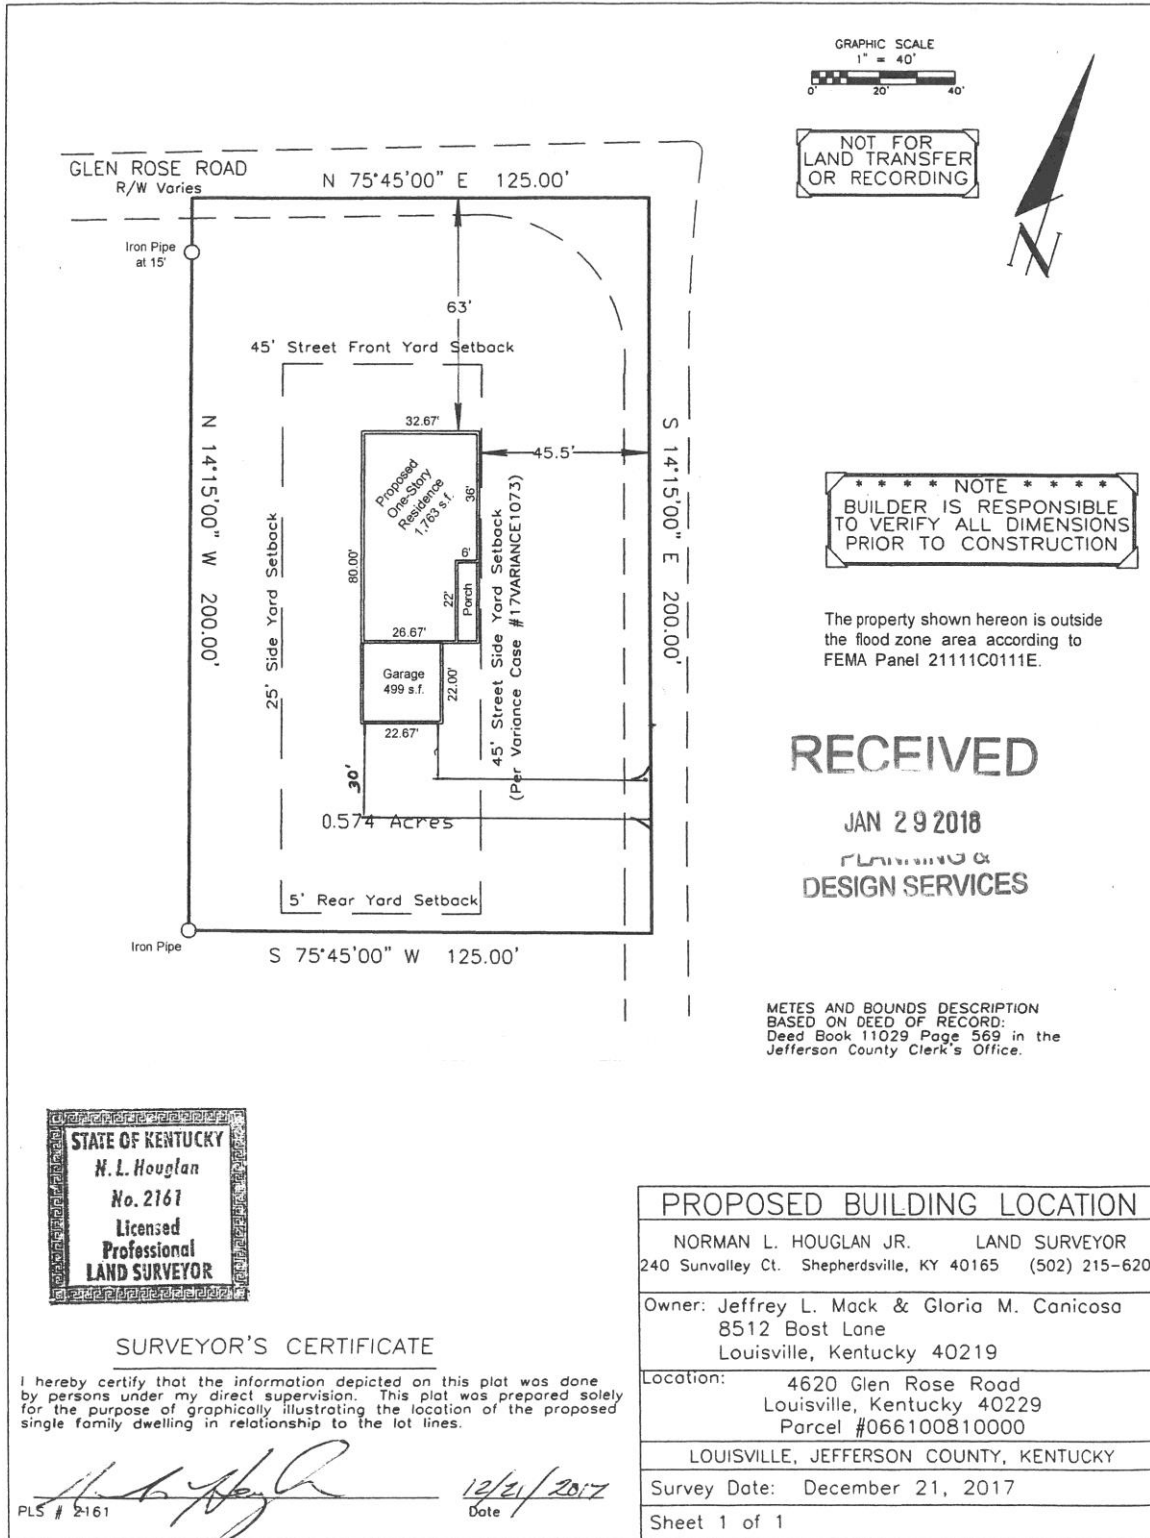 GRAPHIC SCALE
1" = 40'
0' 20' 40'
NOT FOR
LAND TRANSFER
OR RECORDING
N
GLEN ROSE ROAD
R/W Varies
N 75°45'00" E 125.00'
Iron Pipe
at 15'
63'
45' Street Front Yard Setback
N 14°15'00" W 200.00'
S 14°15'00" E 200.00'
32.67'
45.5'
Proposed
One-Story
Residence
1,763 s.f.
36'
6'
22'
Porch
80.00'
26.67'
25' Side Yard Setback
45' Street Side Yard Setback
(Per Variance Case #17VARIANCE1073)
Garage
499 s.f.
22.00'
22.67'
30'
0.574 Acres
5' Rear Yard Setback
Iron Pipe
S 75°45'00" W 125.00'
* * * * NOTE * * * *
BUILDER IS RESPONSIBLE
TO VERIFY ALL DIMENSIONS
PRIOR TO CONSTRUCTION
The property shown hereon is outside
the flood zone area according to
FEMA Panel 21111C0111E.
RECEIVED
JAN 29 2018
PLANNING &
DESIGN SERVICES
METES AND BOUNDS DESCRIPTION
BASED ON DEED OF RECORD:
Deed Book 11029 Page 569 in the
Jefferson County Clerk's Office.
STATE OF KENTUCKY
N. L. Houglan
No. 2161
Licensed
Professional
LAND SURVEYOR
SURVEYOR'S CERTIFICATE
I hereby certify that the information depicted on this plat was done
by persons under my direct supervision. This plat was prepared solely
for the purpose of graphically illustrating the location of the proposed
single family dwelling in relationship to the lot lines.
PLS # 2161
12/21/2017
Date
PROPOSED BUILDING LOCATION
NORMAN L. HOUGLAN JR. LAND SURVEYOR
240 Sunvalley Ct. Shepherdsville, KY 40165 (502) 215-620
Owner: Jeffrey L. Mack & Gloria M. Canicosa
8512 Bost Lane
Louisville, Kentucky 40219
Location: 4620 Glen Rose Road
Louisville, Kentucky 40229
Parcel #066100810000
LOUISVILLE, JEFFERSON COUNTY, KENTUCKY
Survey Date: December 21, 2017
Sheet 1 of 1